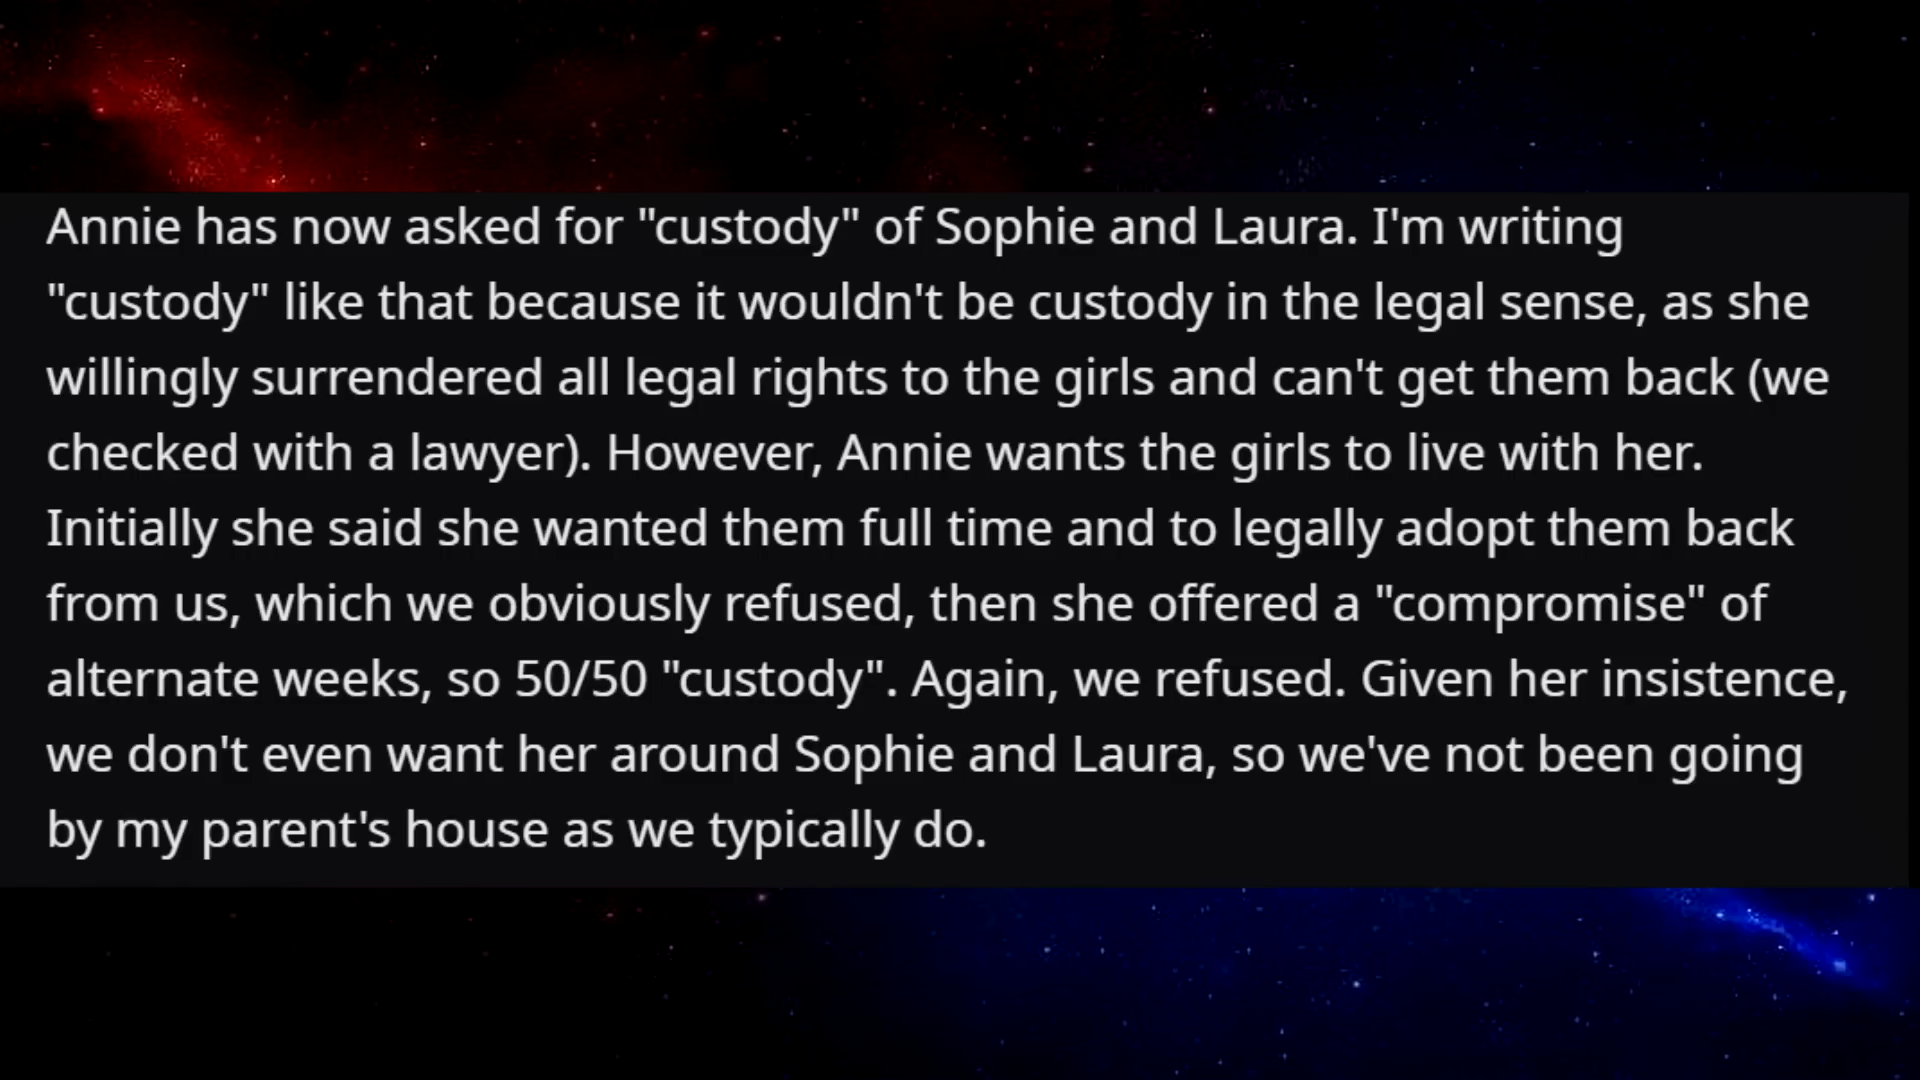 Annie has now asked for "custody" of Sophie and Laura. I'm writing
"custody" like that because it wouldn't be custody in the legal sense, as she
willingly surrendered all legal rights to the girls and can't get them back (we
checked with a lawyer). However, Annie wants the girls to live with her.
Initially she said she wanted them full time and to legally adopt them back
from us, which we obviously refused, then she offered a "compromise" of
alternate weeks, so 50/50 "custody". Again, we refused. Given her insistence,
we don't even want her around Sophie and Laura, so we've not been going
by my parent's house as we typically do.